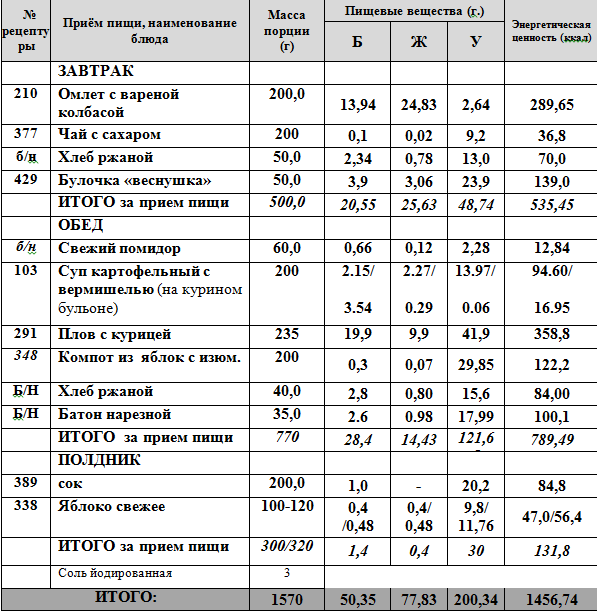 № рецепту ры Приём пищи, наименование блюда Масса порции (г) Пищевые вещества (г.) Энергетическая ценность (ккал)
Б Ж У
ЗАВТРАК
210 Омлет с вареной колбасой 200,0 13,94 24,83 2,64 289,65
377 Чай с сахаром 200 0,1 0,02 9,2 36,8
б/н Хлеб ржаной 50,0 2,34 0,78 13,0 70,0
429 Булочка «веснушка» 50,0 3,9 3,06 23,9 139,0
ИТОГО за прием пищи 500,0 20,55 25,63 48,74 535,45
ОБЕД
б/н Свежий помидор 60,0 0,66 0,12 2,28 12,84
103 Суп картофельный с 200 2.15/ 2.27/ 13.97/ 94.60/
вермишелью (на курином
бульоне) 3.54 0.29 0.06 16.95
291 Плов с курицей 235 19,9 9,9 41,9 358,8
348 Компот из яблок с изюм. 200 0,3 0,07 29,85 122,2
Б/Н Хлеб ржаной 40,0 2,8 0,80 15,6 84,00
Б/Н Батон нарезной 35,0 2.6 0.98 17,99 100,1
ИТОГО за прием пищи 770 28,4 14,43 121,6 789,49
ПОЛДНИК
389 сок 200,0 1,0 - 20,2 84,8
338 Яблоко свежее 100-120 0,4 /0,48 0,4/ 0,48 9,8/ 11,76 47,0/56,4
ИТОГО за прием пищи 300/320 1,4 0,4 30 131,8
Соль йодированная 3
ИТОГО: 1570 50,35 77,83 200,34 1456,74